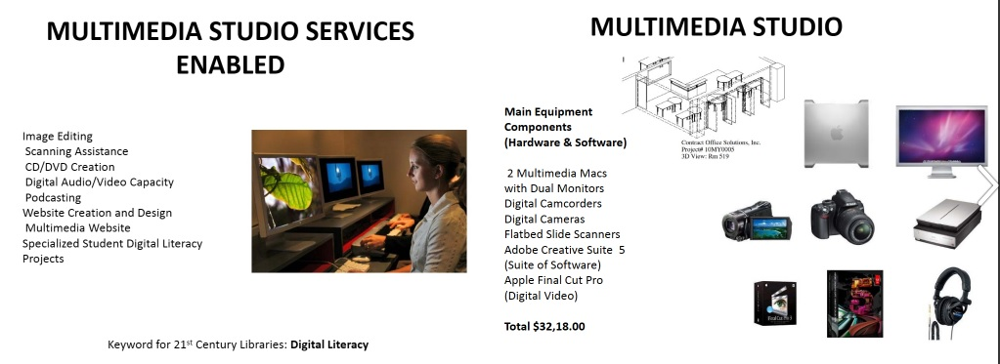 MULTIMEDIA STUDIO SERVICES
ENABLED
Image Editing
Scanning Assistance
CD/DVD Creation
Digital Audio/Video Capacity
Podcasting
Website Creation and Design
Multimedia Website
Specialized Student Digital Literacy
Projects
Keyword for 21st Century Libraries: Digital Literacy
MULTIMEDIA STUDIO
Main Equipment
Components
(Hardware & Software)
Contract Office Solutions, Inc.
Project# 10MY0005
3D View: Rm 519
2 Multimedia Macs
with Dual Monitors
Digital Camcorders
Digital Cameras
Flatbed Slide Scanners
Adobe Creative Suite 5
(Suite of Software)
Apple Final Cut Pro
(Digital Video)
Total $32,18.00
Nikon
Final Cut Pro